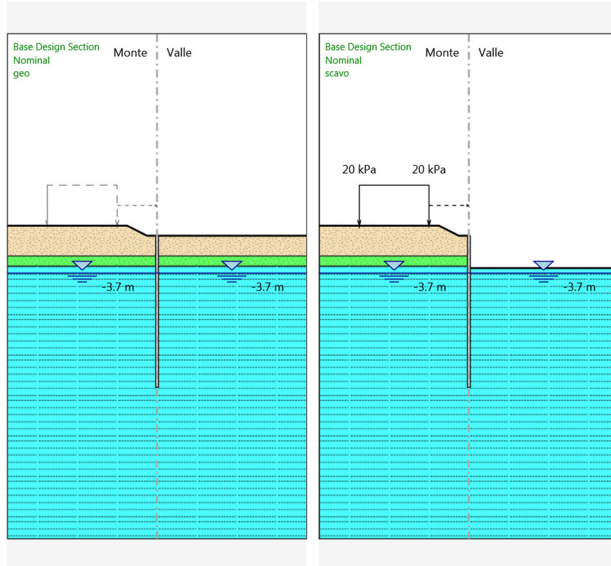 Base Design Section
Nominal
geo
Monte
Valle
-3.7 m
-3.7 m
Base Design Section
Nominal
scavo
Monte
Valle
20 kPa
20 kPa
-3.7 m
-3.7 m